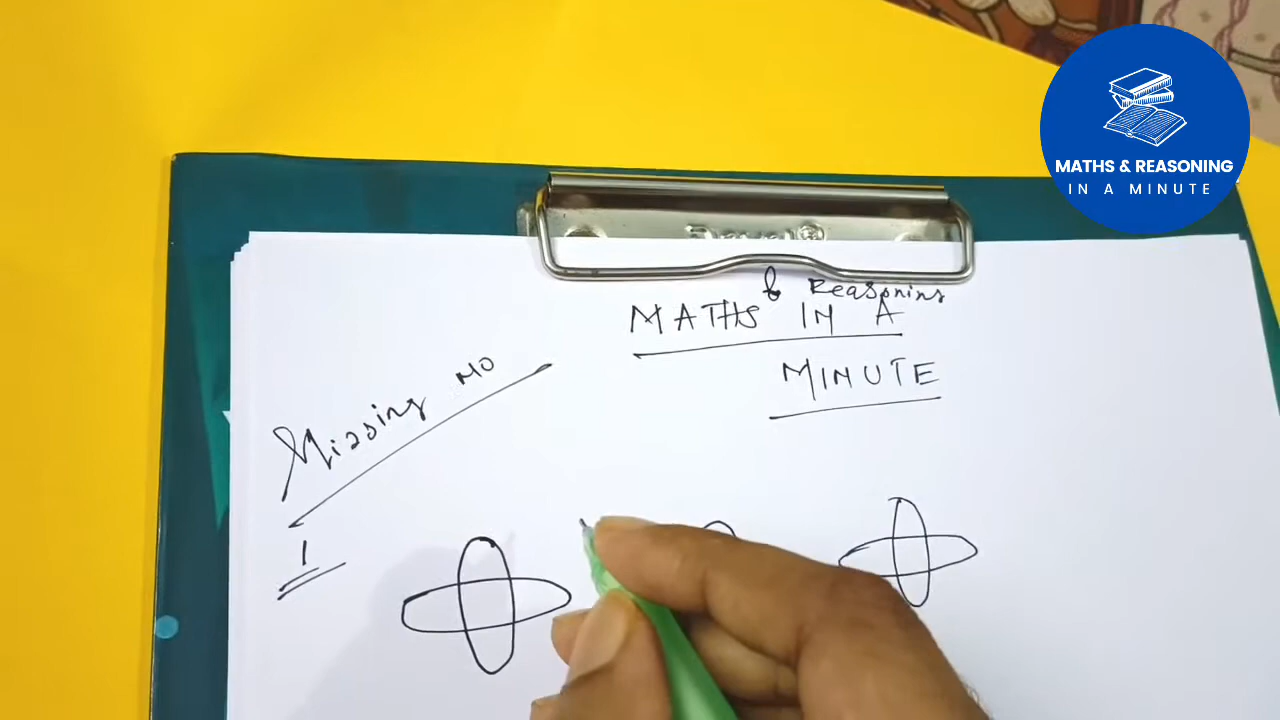 MATHS & REASONING
IN A MINUTE
& Reasoning
MATHS IN A
MINUTE
Missing NO
1